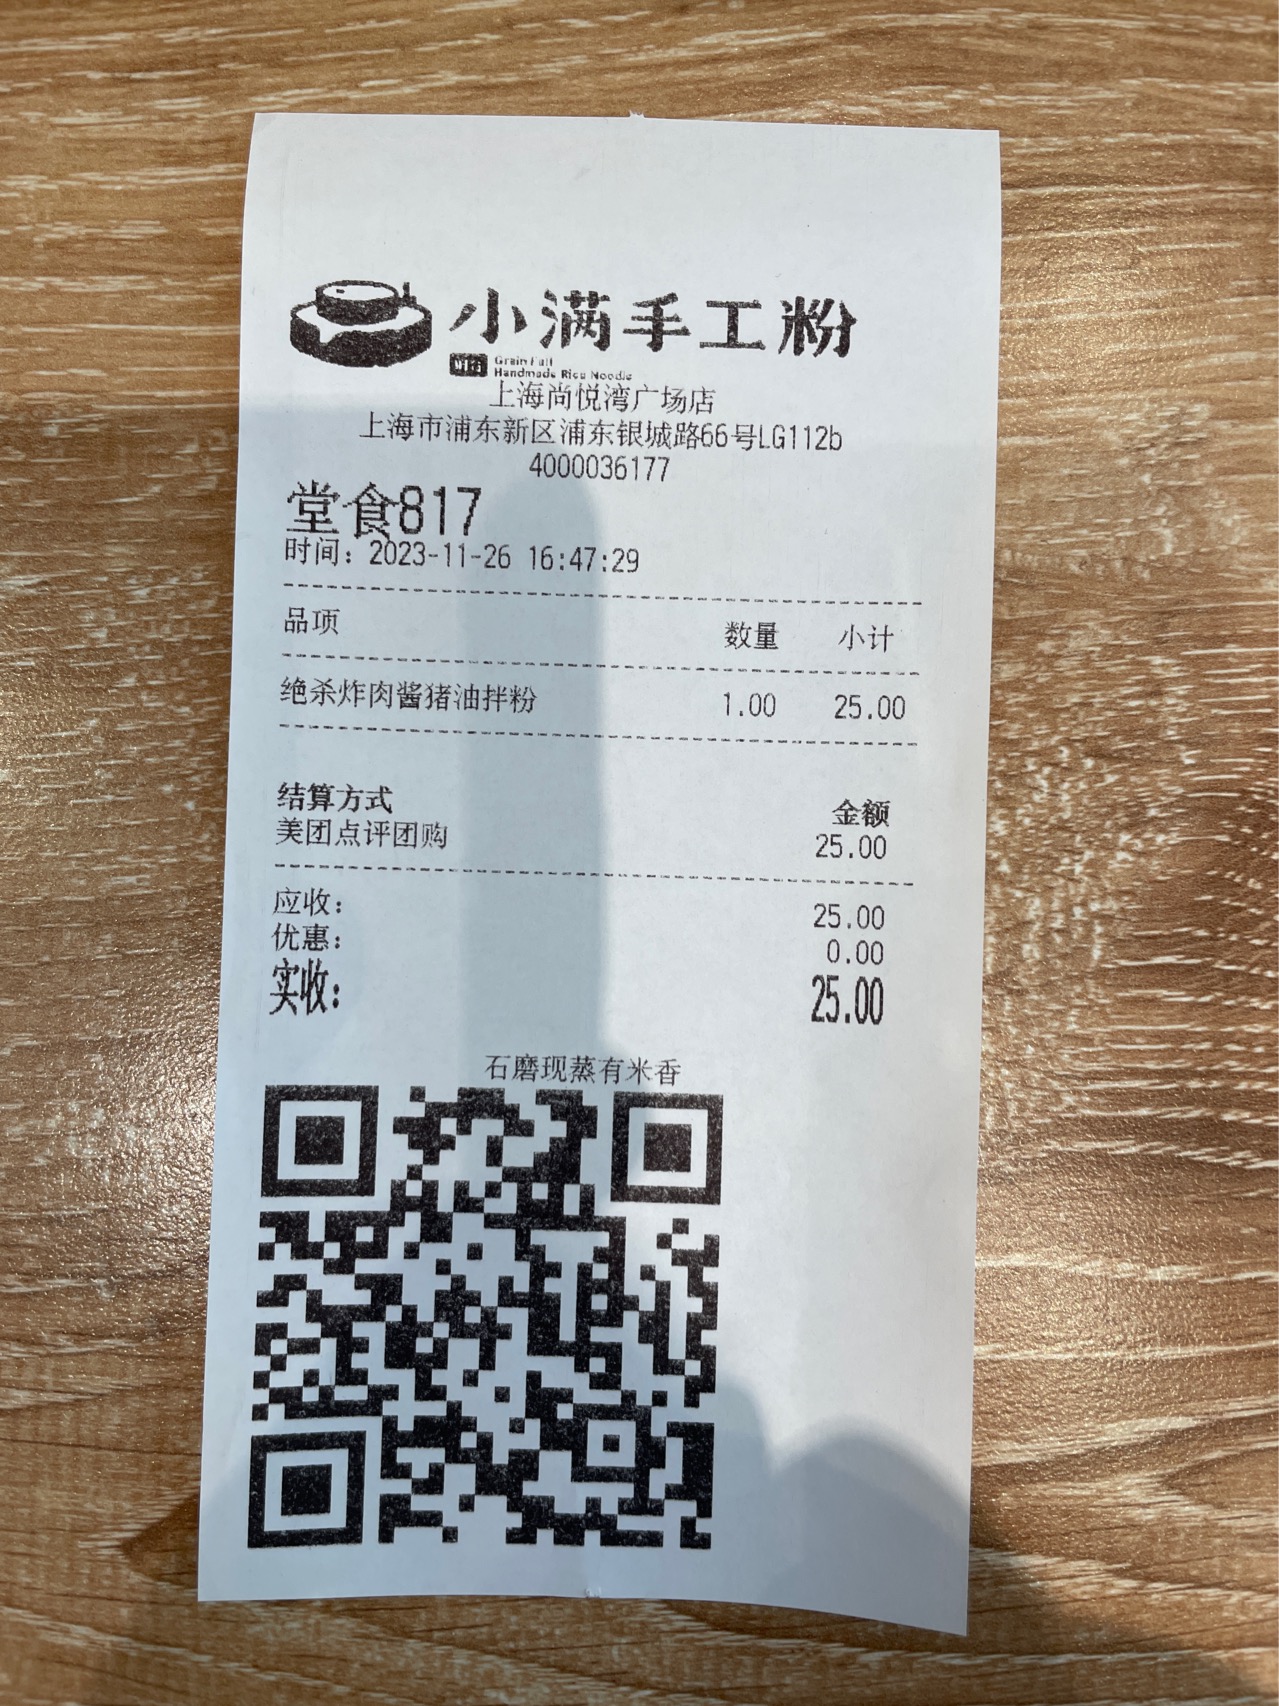 小满手工粉
Grain Full
Handmade Rice Noodle
上海尚悦湾广场店
上海市浦东新区浦东银城路66号LG112b
4000036177
堂食817
时间：2023-11-26 16:47:29
品项 数量 小计
绝杀炸肉酱猪油拌粉 1.00 25.00
结算方式 金额
美团点评团购 25.00
应收： 25.00
优惠： 0.00
实收： 25.00
石磨现蒸有米香